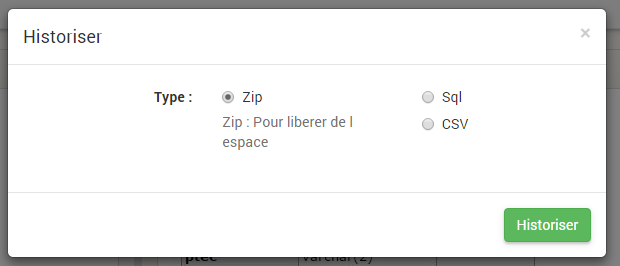 Historiser
×
Type : Zip Sql
Zip : Pour liberer de l CSV
espace
Historiser
ptec varchar(2)